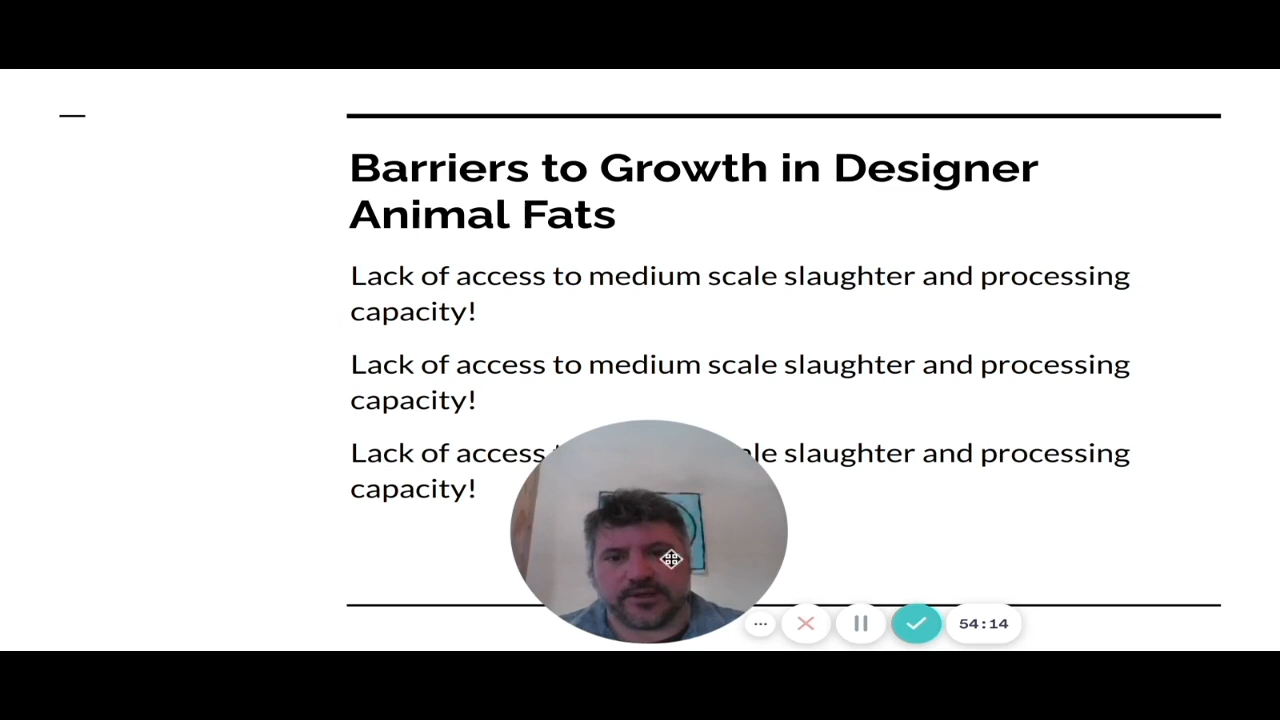 Barriers to Growth in Designer
Animal Fats
Lack of access to medium scale slaughter and processing
capacity!
Lack of access to medium scale slaughter and processing
capacity!
Lack of access slaughter and processing
capacity!
54:14